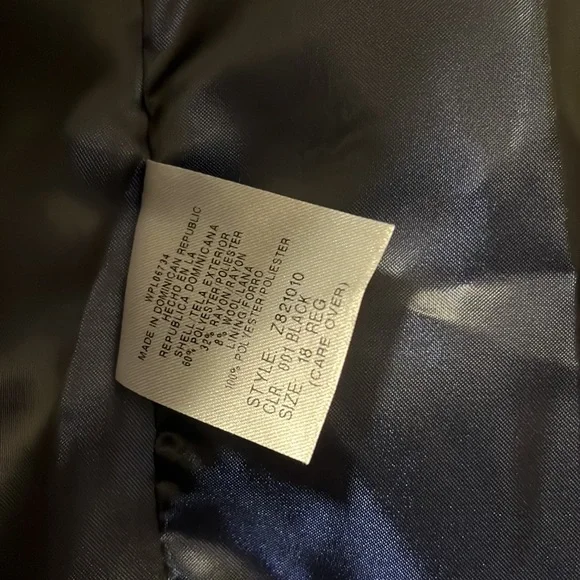 WPL06734
MADE IN DOMINICAN REPUBLIC
HECHO EN LA
REPUBLICA DOMINICANA
SHELL/TELA EXTERIOR
60% POLIESTER/POLYESTER
32% RAYON/RAYON
8% WOOL/LANA
LINING/FORRO
100% POLIESTER-POLYESTER
STYLE: Z821010
CLR: 001 BLACK
SIZE: 18 REG
(CARE OVER)